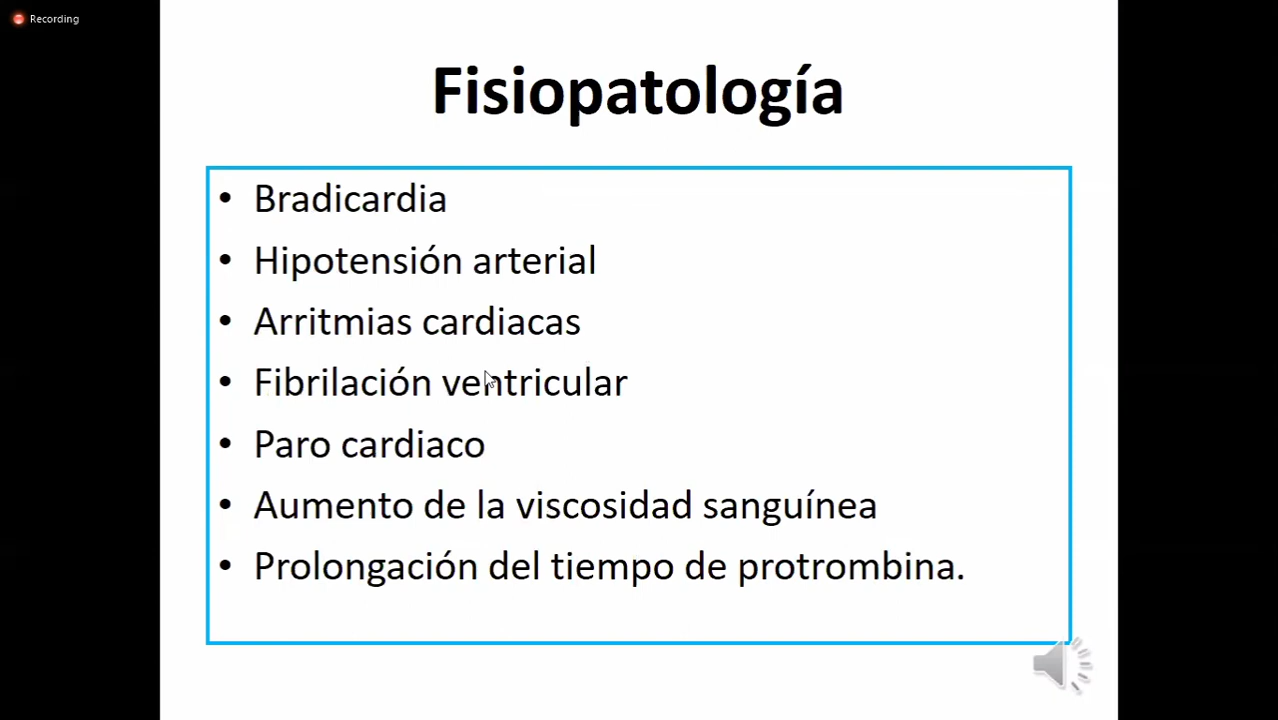 Recording
Fisiopatología
• Bradicardia
• Hipotensión arterial
• Arritmias cardiacas
• Fibrilación ventricular
• Paro cardiaco
• Aumento de la viscosidad sanguínea
• Prolongación del tiempo de protrombina.